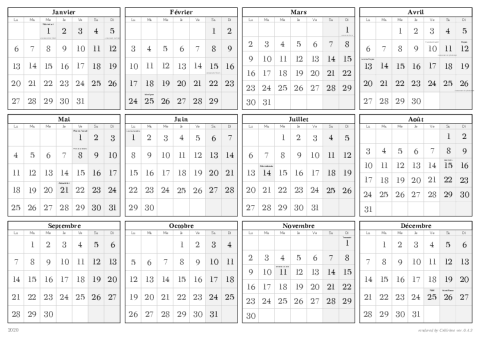 Janvier
Lu Ma Me Je Ve Sa Di
1 2 3 4 5
6 7 8 9 10 11 12
13 14 15 16 17 18 19
20 21 22 23 24 25 26
27 28 29 30 31
Février
Lu Ma Me Je Ve Sa Di
1 2
3 4 5 6 7 8 9
10 11 12 13 14 15 16
17 18 19 20 21 22 23
24 25 26 27 28 29
Mars
Lu Ma Me Je Ve Sa Di
1
2 3 4 5 6 7 8
9 10 11 12 13 14 15
16 17 18 19 20 21 22
23 24 25 26 27 28 29
30 31
Avril
Lu Ma Me Je Ve Sa Di
1 2 3 4 5
6 7 8 9 10 11 12
13 14 15 16 17 18 19
20 21 22 23 24 25 26
27 28 29 30
Mai
Lu Ma Me Je Ve Sa Di
1 2 3
4 5 6 7 8 9 10
11 12 13 14 15 16 17
18 19 20 21 22 23 24
25 26 27 28 29 30 31
Juin
Lu Ma Me Je Ve Sa Di
1 2 3 4 5 6 7
8 9 10 11 12 13 14
15 16 17 18 19 20 21
22 23 24 25 26 27 28
29 30
Juillet
Lu Ma Me Je Ve Sa Di
1 2 3 4 5
6 7 8 9 10 11 12
13 14 15 16 17 18 19
20 21 22 23 24 25 26
27 28 29 30 31
Août
Lu Ma Me Je Ve Sa Di
1 2
3 4 5 6 7 8 9
10 11 12 13 14 15 16
17 18 19 20 21 22 23
24 25 26 27 28 29 30
31
Septembre
Lu Ma Me Je Ve Sa Di
1 2 3 4 5 6
7 8 9 10 11 12 13
14 15 16 17 18 19 20
21 22 23 24 25 26 27
28 29 30
Octobre
Lu Ma Me Je Ve Sa Di
1 2 3 4
5 6 7 8 9 10 11
12 13 14 15 16 17 18
19 20 21 22 23 24 25
26 27 28 29 30 31
Novembre
Lu Ma Me Je Ve Sa Di
1
2 3 4 5 6 7 8
9 10 11 12 13 14 15
16 17 18 19 20 21 22
23 24 25 26 27 28 29
30
Décembre
Lu Ma Me Je Ve Sa Di
1 2 3 4 5 6
7 8 9 10 11 12 13
14 15 16 17 18 19 20
21 22 23 24 25 26 27
28 29 30 31
2020